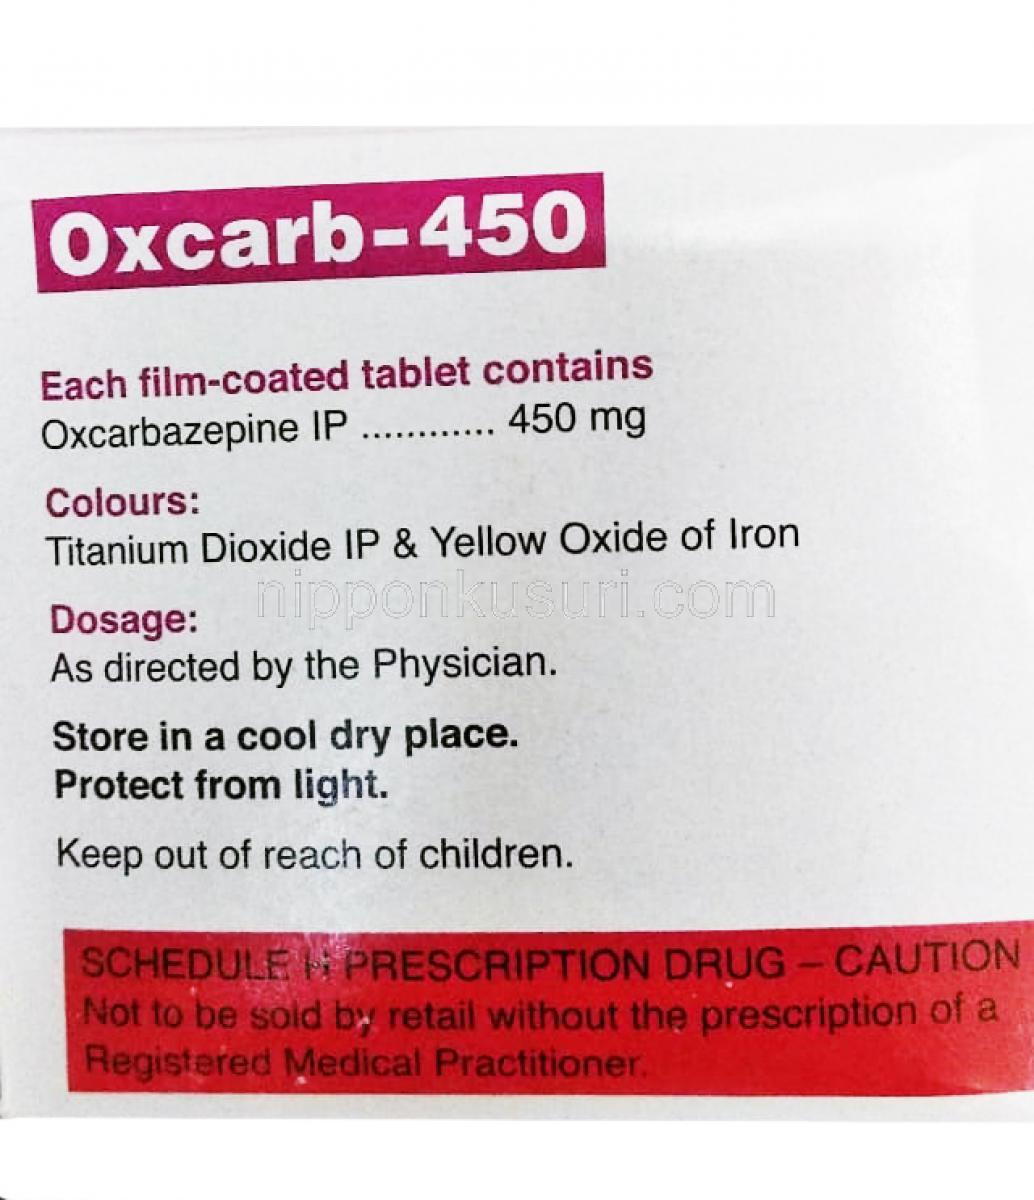 Oxcarb-450
Each film-coated tablet contains
Oxcarbazepine IP ............ 450 mg
Colours:
Titanium Dioxide IP & Yellow Oxide of Iron
nipponkusuri.com
Dosage:
As directed by the Physician.
Store in a cool dry place.
Protect from light.
Keep out of reach of children.
SCHEDULE H PRESCRIPTION DRUG – CAUTION
Not to be sold by retail without the prescription of a
Registered Medical Practitioner.